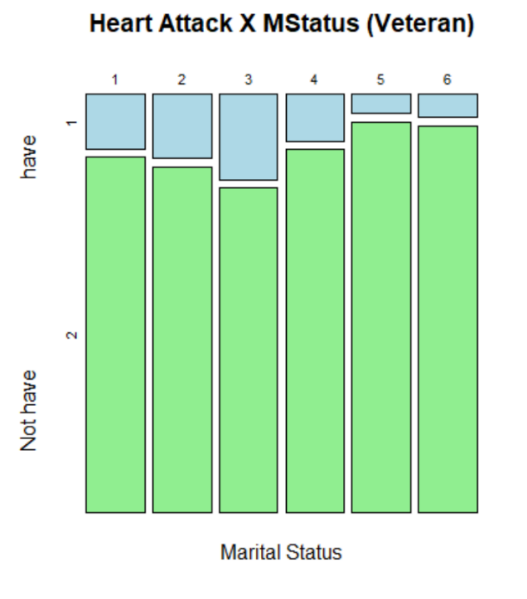 Heart Attack X MStatus (Veteran)
1 2 3 4 5 6
1
have
2
Not have
Marital Status